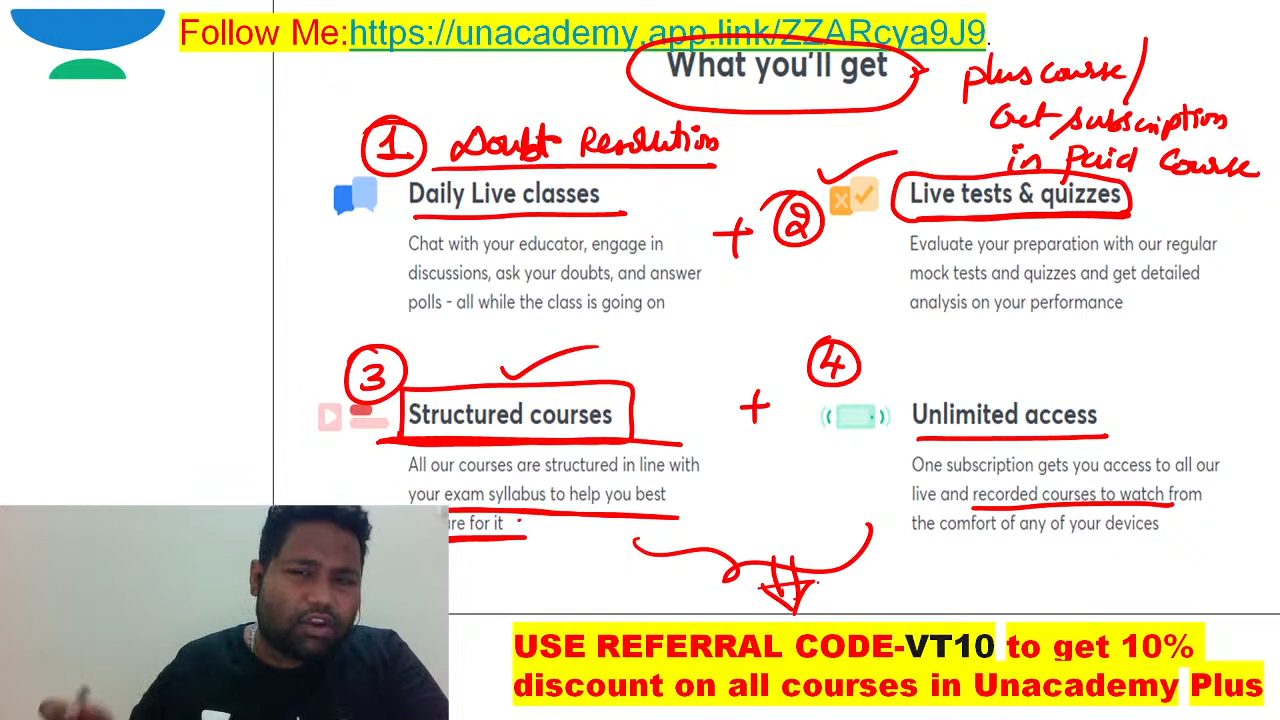 Follow Me:https://unacademy.app.link/ZZARcya9J9.
What you'll get
plus course/
Get/subscription
in Paid Course
1 Doubt Resolution
Daily Live classes
Chat with your educator, engage in
discussions, ask your doubts, and answer
polls - all while the class is going on
+ 2
Live tests & quizzes
Evaluate your preparation with our regular
mock tests and quizzes and get detailed
analysis on your performance
3
Structured courses
All our courses are structured in line with
your exam syllabus to help you best
for it
+ 4
Unlimited access
One subscription gets you access to all our
live and recorded courses to watch from
the comfort of any of your devices
USE REFERRAL CODE-VT10 to get 10%
discount on all courses in Unacademy Plus